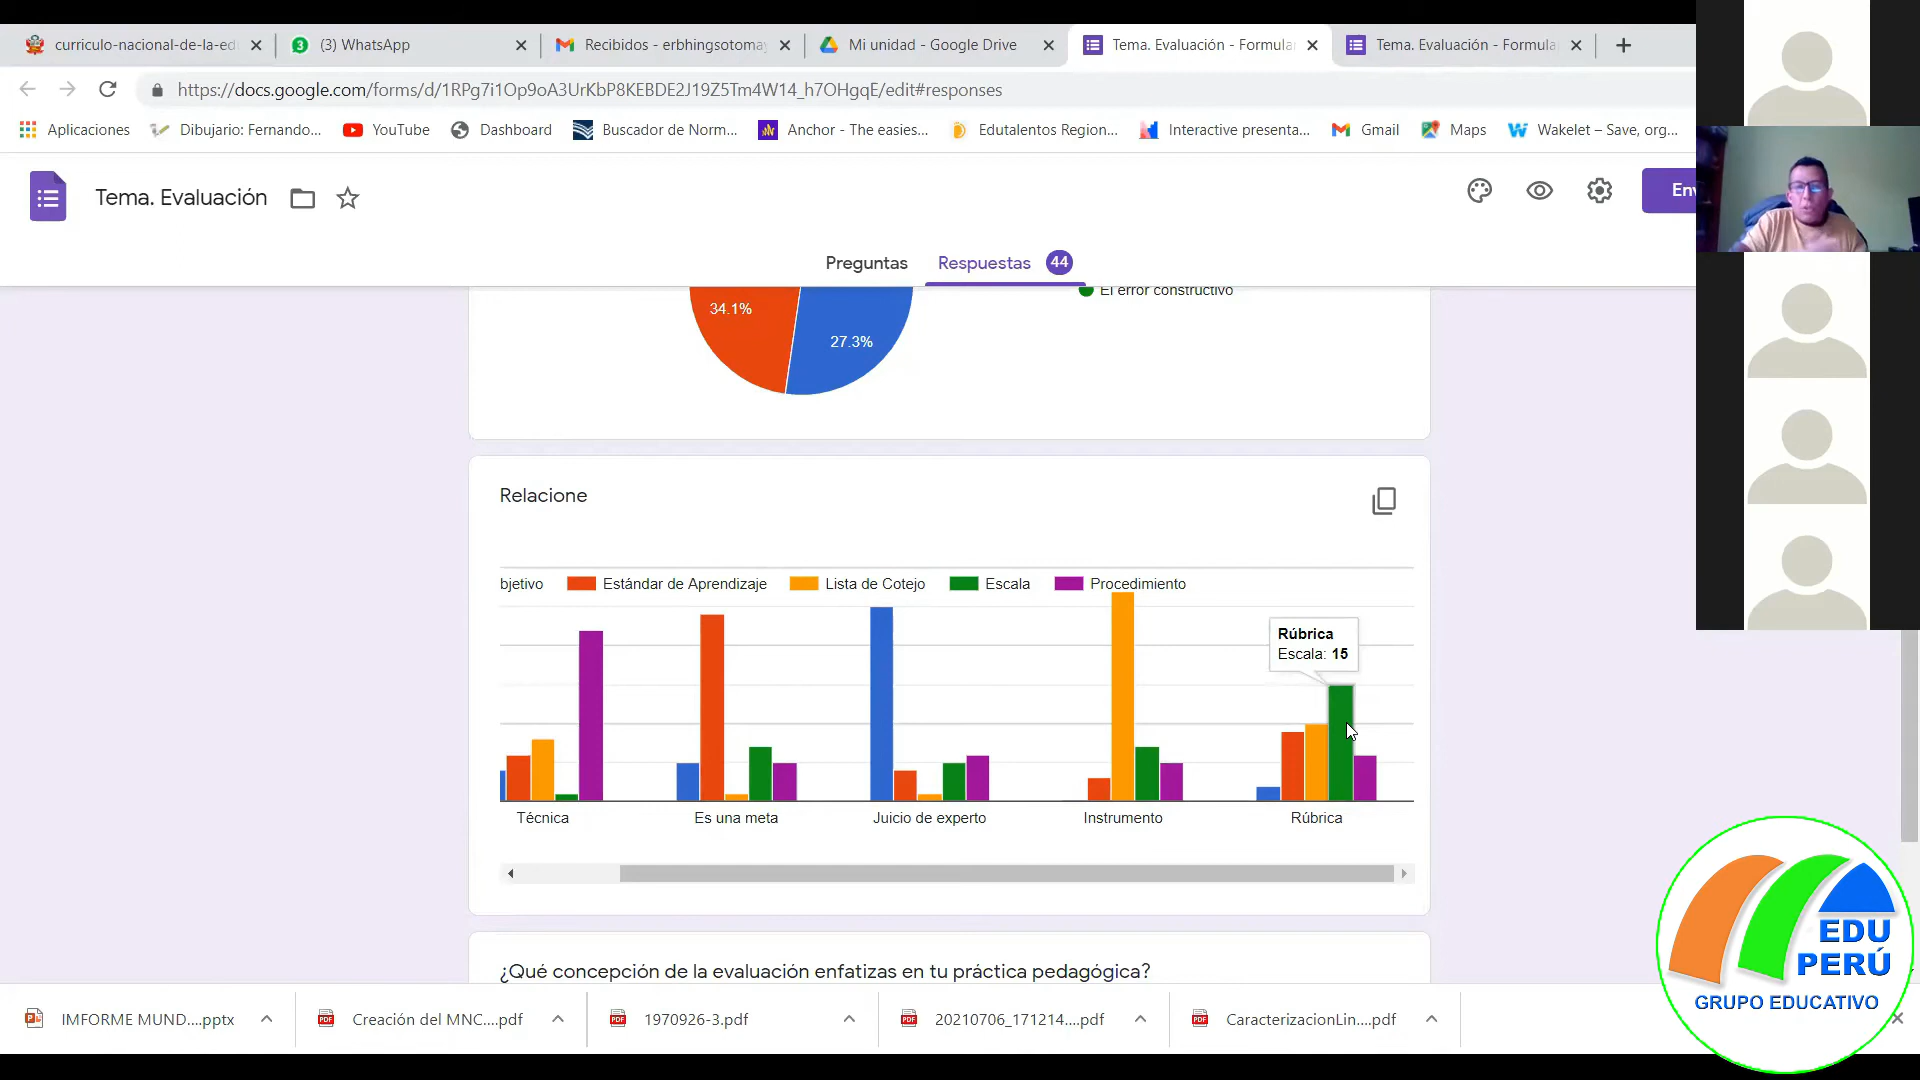 curriculo-nacional-de-la-ed
(3) WhatsApp
Recibidos - erbhingsotoma
Mi unidad - Google Drive
Tema. Evaluación - Formula
Tema. Evaluación - Formula
https://docs.google.com/forms/d/1RPg7i1Op9oA3UrKbP8KEBDE2J19Z5Tm4W14_h7OHgqE/edit#responses
Aplicaciones
Dibujario: Fernando...
YouTube
Dashboard
Buscador de Norm...
Anchor - The easies...
Edutalentos Region...
Interactive presenta...
Gmail
Maps
Wakelet – Save, org...
Tema. Evaluación
Env
Preguntas
Respuestas 44
El error constructivo
34.1%
27.3%
Relacione
bjetivo
Estándar de Aprendizaje
Lista de Cotejo
Escala
Procedimiento
Rúbrica
Escala: 15
Técnica
Es una meta
Juicio de experto
Instrumento
Rúbrica
¿Qué concepción de la evaluación enfatizas en tu práctica pedagógica?
IMFORME MUND....pptx
Creación del MNC....pdf
1970926-3.pdf
20210706_171214....pdf
CaracterizacionLin....pdf
EDU
PERÚ
GRUPO EDUCATIVO